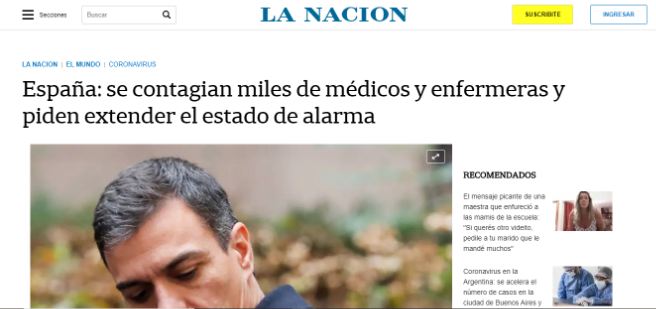 Secciones
Buscar
LA NACION
SUSCRIBITE
INGRESAR
LA NACION | EL MUNDO | CORONAVIRUS
España: se contagian miles de médicos y enfermeras y
piden extender el estado de alarma
RECOMENDADOS
El mensaje picante de una
maestra que enfureció a
las mamis de la escuela:
"Si querés otro videíto,
pedile a tu marido que le
mandé muchos"
Coronavirus en la
Argentina: se acelera el
número de casos en la
ciudad de Buenos Aires y